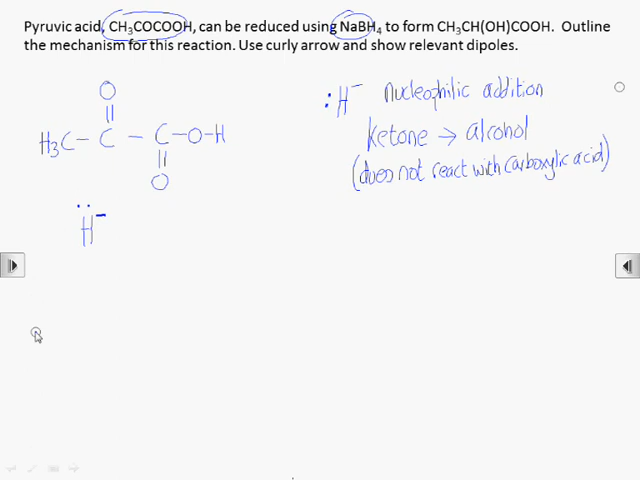 Pyruvic acid, CH₃COCOOH, can be reduced using NaBH₄ to form CH₃CH(OH)COOH. Outline
the mechanism for this reaction. Use curly arrow and show relevant dipoles.
:H⁻ nucleophilic addition
ketone → alcohol
(does not react with carboxylic acid)
O
||
H₃C – C – C – O – H
||
O
:H⁻